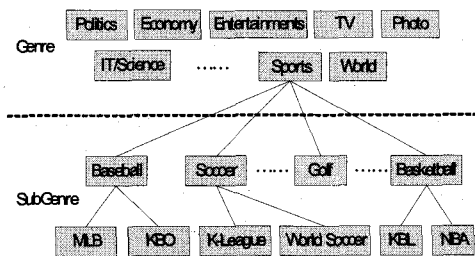 Politics Economy Entertainments TV Photo
Genre
IT/Science ...... Sports World
Baseball Soccer ...... Golf ...... Basketball
SubGenre
MLB KBO K-League World Soccer KBL NBA